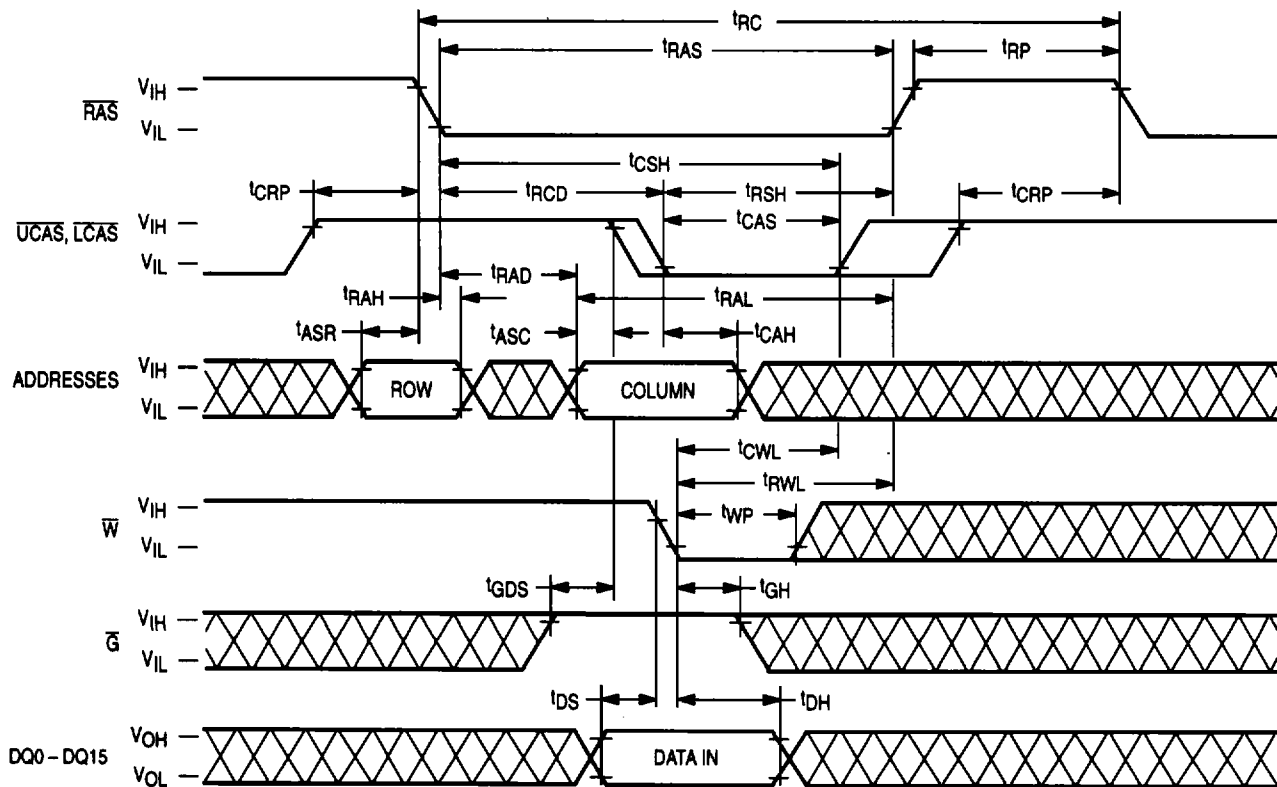 tRC
tRAS
tRP
VIH
RAS
VIL
tCSH
tCRP
tRCD
tRSH
tCRP
VIH
UCAS, LCAS
tCAS
VIL
tRAD
tRAH
tRAL
tASR
tASC
tCAH
VIH
ADDRESSES
ROW
COLUMN
VIL
tCWL
tRWL
VIH
W
tWP
VIL
tGDS
tGH
VIH
G
VIL
tDS
tDH
VOH
DQ0 – DQ15
DATA IN
VOL